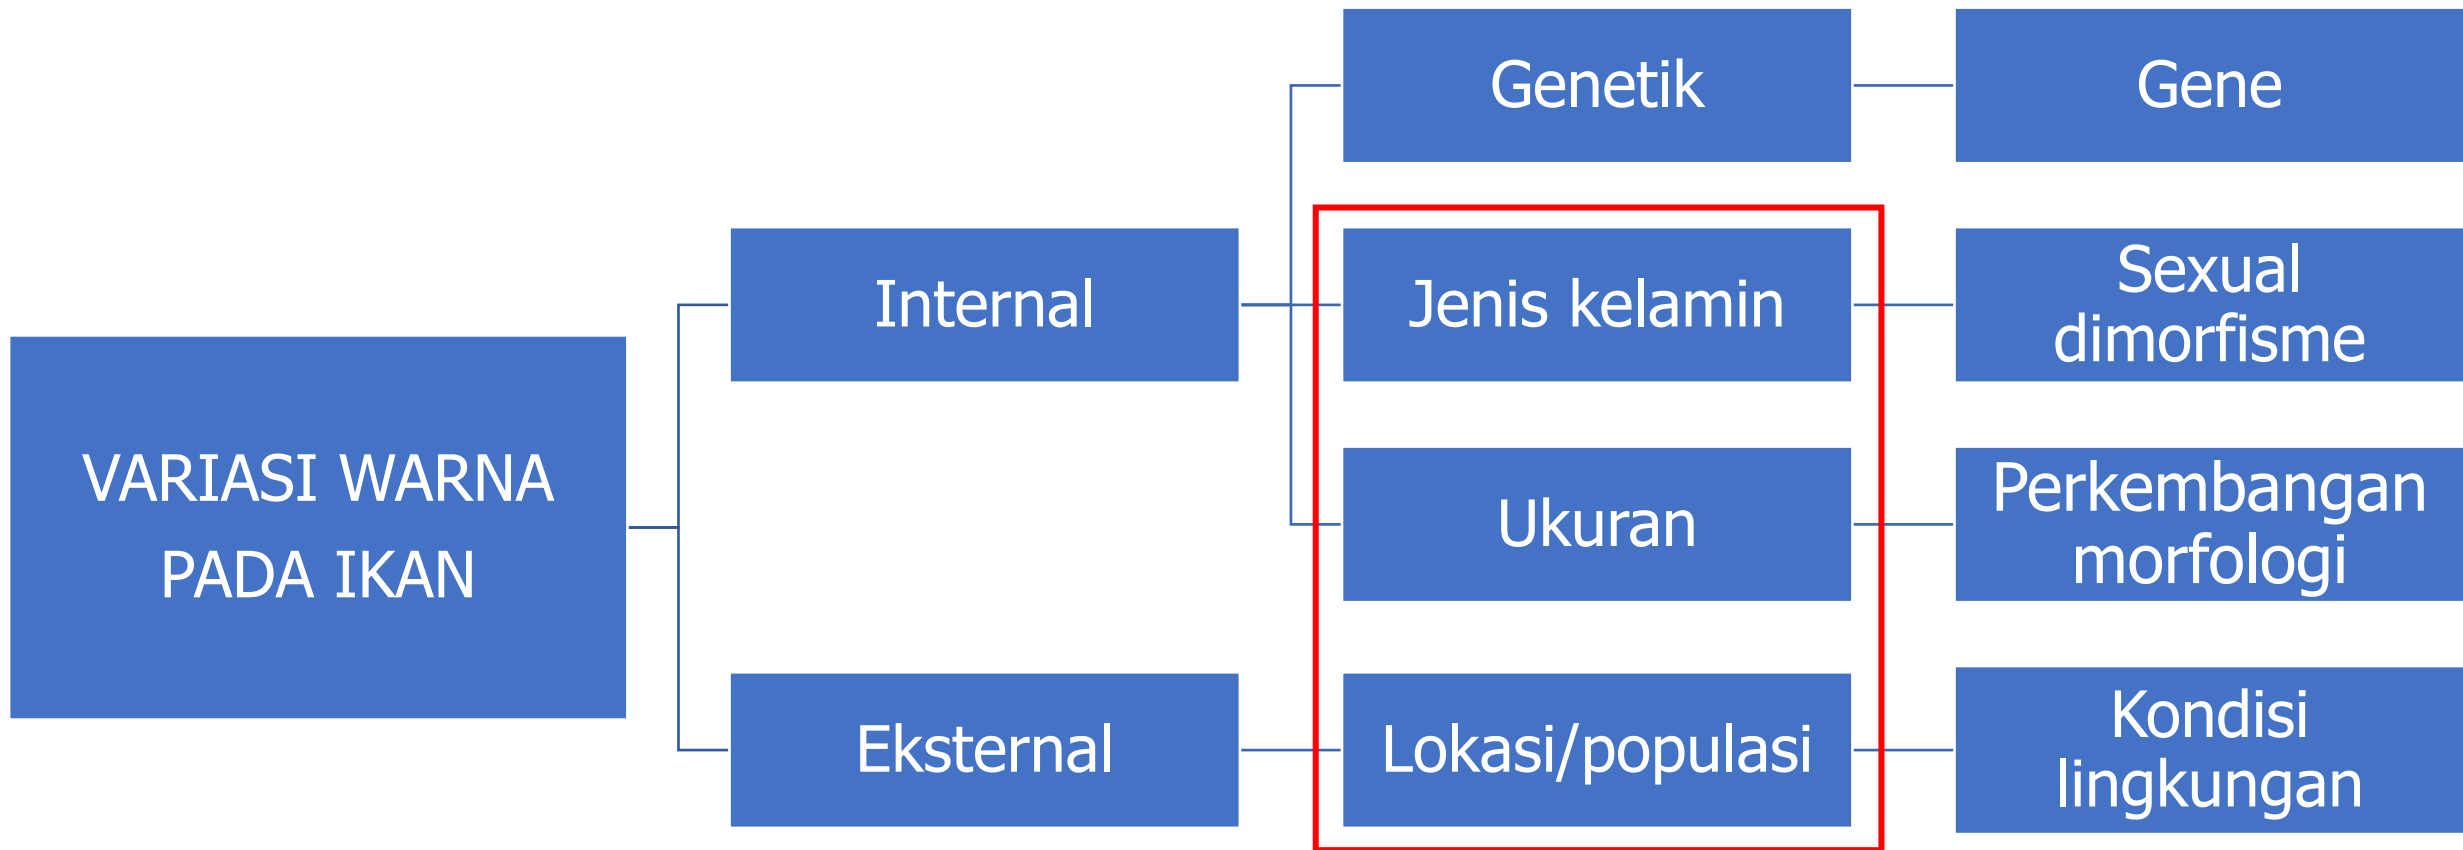 VARIASI WARNA
PADA IKAN
Internal
Eksternal
Genetik
Jenis kelamin
Ukuran
Lokasi/populasi
Gene
Sexual
dimorfisme
Perkembangan
morfologi
Kondisi
lingkungan